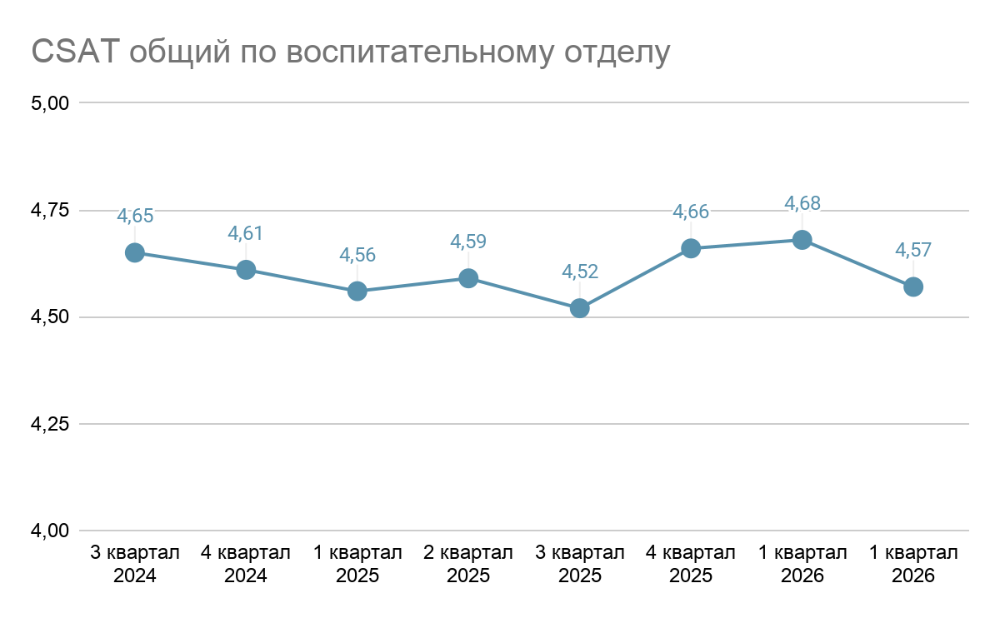 CSAT общий по воспитательному отделу
5,00
4,75
4,50
4,25
4,00
4,65
4,61
4,56
4,59
4,52
4,66
4,68
4,57
3 квартал 2024
4 квартал 2024
1 квартал 2025
2 квартал 2025
3 квартал 2025
4 квартал 2025
1 квартал 2026
1 квартал 2026